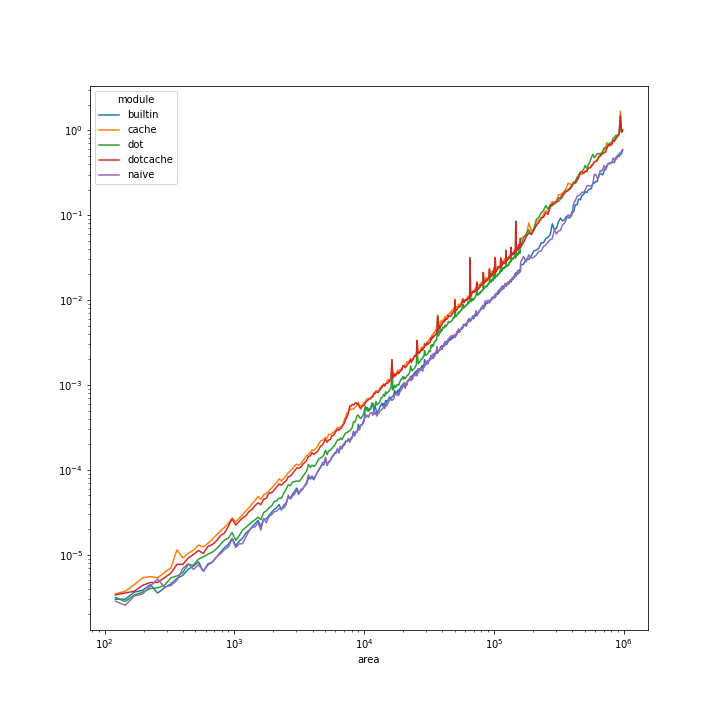 module
builtin
cache
dot
dotcache
naive
10⁰
10⁻¹
10⁻²
10⁻³
10⁻⁴
10⁻⁵
10² 10³ 10⁴ 10⁵ 10⁶
area